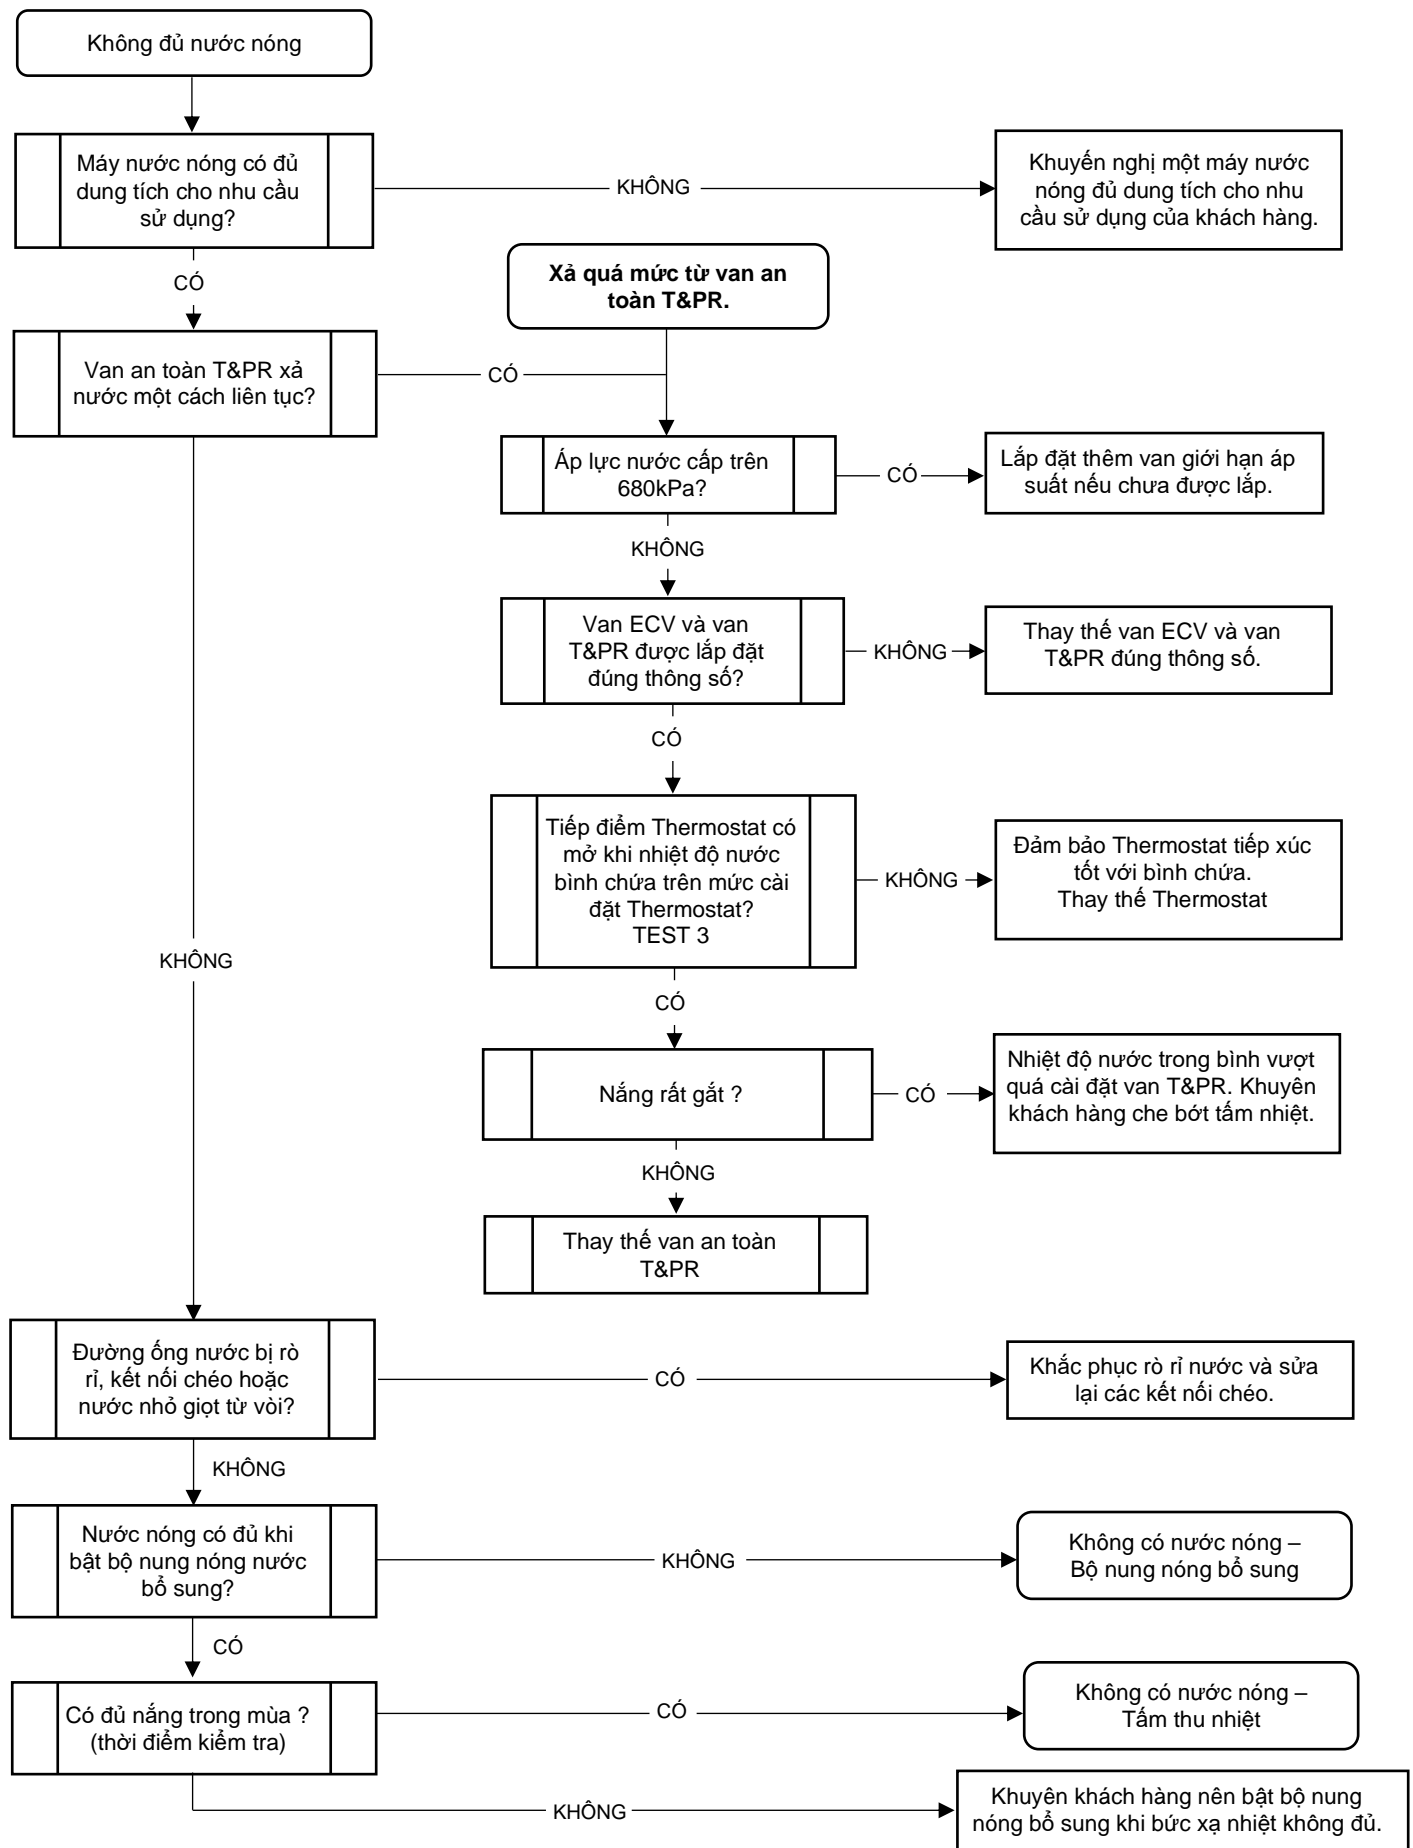 Không đủ nước nóng
Máy nước nóng có đủ
dung tích cho nhu cầu
sử dụng?
KHÔNG
Khuyến nghị một máy nước
nóng đủ dung tích cho nhu
cầu sử dụng của khách hàng.
CÓ
Xả quá mức từ van an
toàn T&PR.
Van an toàn T&PR xả
nước một cách liên tục?
CÓ
Áp lực nước cấp trên
680kPa?
CÓ
Lắp đặt thêm van giới hạn áp
suất nếu chưa được lắp.
KHÔNG
Van ECV và van
T&PR được lắp đặt
đúng thông số?
KHÔNG
Thay thế van ECV và van
T&PR đúng thông số.
CÓ
Tiếp điểm Thermostat có
mở khi nhiệt độ nước
bình chứa trên mức cài
đặt Thermostat?
TEST 3
KHÔNG
Đảm bảo Thermostat tiếp xúc
tốt với bình chứa.
Thay thế Thermostat
KHÔNG
CÓ
Nắng rất gắt ?
CÓ
Nhiệt độ nước trong bình vượt
quá cài đặt van T&PR. Khuyên
khách hàng che bớt tấm nhiệt.
KHÔNG
Thay thế van an toàn
T&PR
Đường ống nước bị rò
rỉ, kết nối chéo hoặc
nước nhỏ giọt từ vòi?
CÓ
Khắc phục rò rỉ nước và sửa
lại các kết nối chéo.
KHÔNG
Nước nóng có đủ khi
bật bộ nung nóng nước
bổ sung?
KHÔNG
Không có nước nóng –
Bộ nung nóng bổ sung
CÓ
Có đủ nắng trong mùa ?
(thời điểm kiểm tra)
CÓ
Không có nước nóng –
Tấm thu nhiệt
KHÔNG
Khuyên khách hàng nên bật bộ nung
nóng bổ sung khi bức xạ nhiệt không đủ.